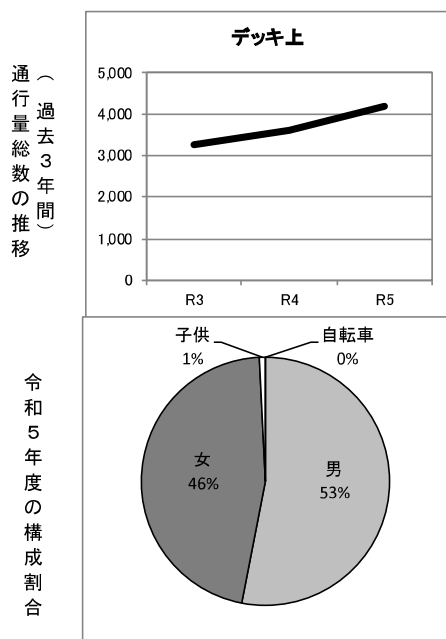 通行量総数の推移
（過去３年間）
デッキ上
5,000
4,000
3,000
2,000
1,000
0
R3
R4
R5
令和５年度の構成割合
子供
1%
自転車
0%
女
46%
男
53%